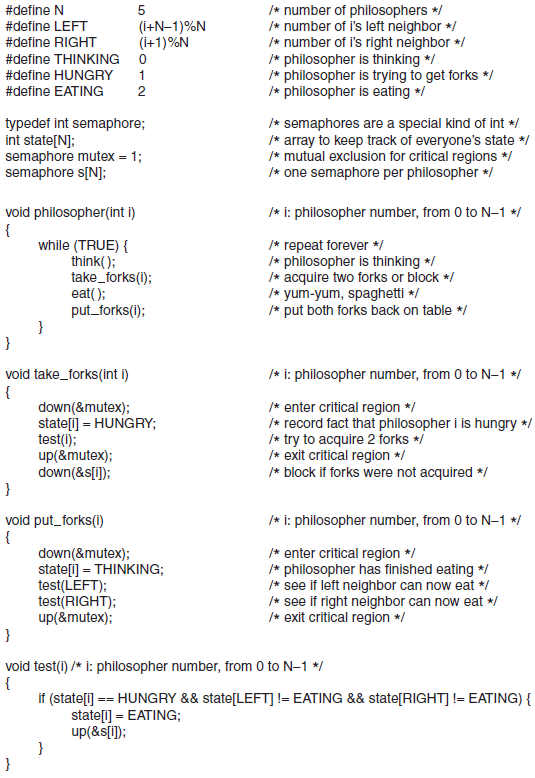 #define N 5 /* number of philosophers */
#define LEFT (i+N–1)%N /* number of i’s left neighbor */
#define RIGHT (i+1)%N /* number of i’s right neighbor */
#define THINKING 0 /* philosopher is thinking */
#define HUNGRY 1 /* philosopher is trying to get forks */
#define EATING 2 /* philosopher is eating */
typedef int semaphore; /* semaphores are a special kind of int */
int state[N]; /* array to keep track of everyone’s state */
semaphore mutex = 1; /* mutual exclusion for critical regions */
semaphore s[N]; /* one semaphore per philosopher */
void philosopher(int i) /* i: philosopher number, from 0 to N–1 */
{
while (TRUE) { /* repeat forever */
think( ); /* philosopher is thinking */
take_forks(i); /* acquire two forks or block */
eat( ); /* yum-yum, spaghetti */
put_forks(i); /* put both forks back on table */
}
}
void take_forks(int i) /* i: philosopher number, from 0 to N–1 */
{
down(&mutex); /* enter critical region */
state[i] = HUNGRY; /* record fact that philosopher i is hungry */
test(i); /* try to acquire 2 forks */
up(&mutex); /* exit critical region */
down(&s[i]); /* block if forks were not acquired */
}
void put_forks(i) /* i: philosopher number, from 0 to N–1 */
{
down(&mutex); /* enter critical region */
state[i] = THINKING; /* philosopher has finished eating */
test(LEFT); /* see if left neighbor can now eat */
test(RIGHT); /* see if right neighbor can now eat */
up(&mutex); /* exit critical region */
}
void test(i) /* i: philosopher number, from 0 to N–1 */
{
if (state[i] == HUNGRY && state[LEFT] != EATING && state[RIGHT] != EATING) {
state[i] = EATING;
up(&s[i]);
}
}